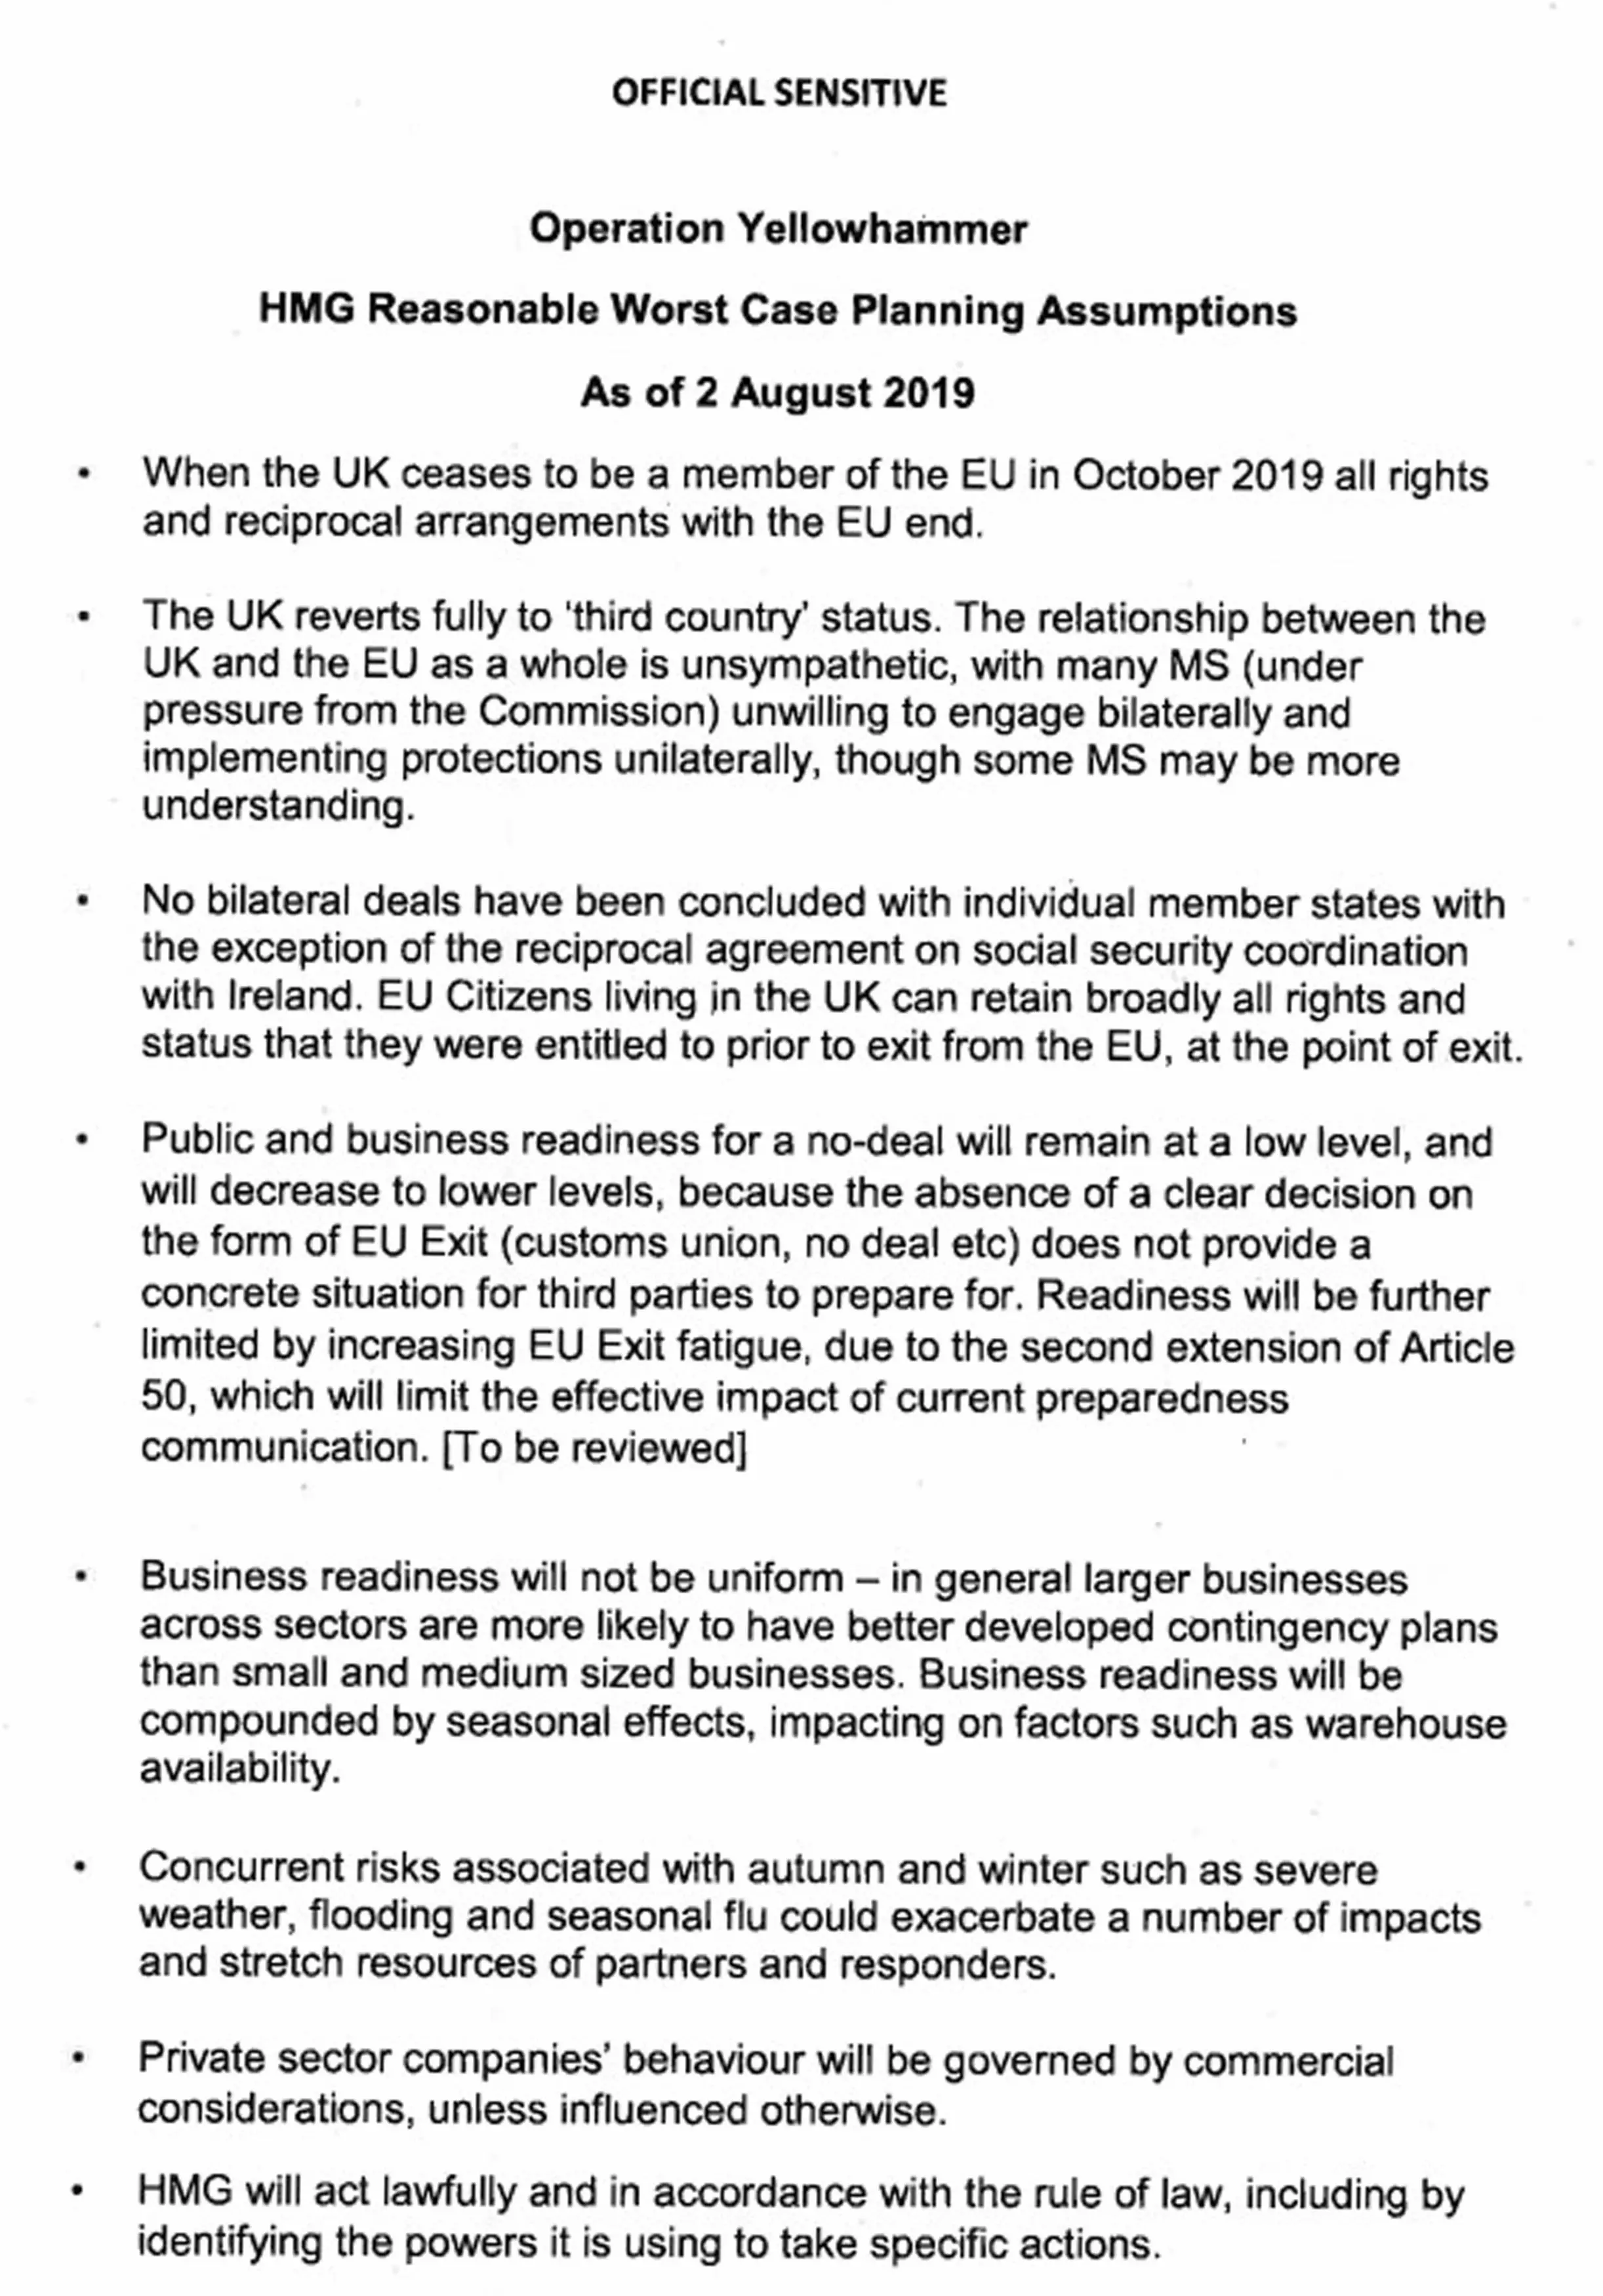 OFFICIAL SENSITIVE
Operation Yellowhammer
HMG Reasonable Worst Case Planning Assumptions
As of 2 August 2019
• When the UK ceases to be a member of the EU in October 2019 all rights
and reciprocal arrangements with the EU end.
• The UK reverts fully to 'third country' status. The relationship between the
UK and the EU as a whole is unsympathetic, with many MS (under
pressure from the Commission) unwilling to engage bilaterally and
implementing protections unilaterally, though some MS may be more
understanding.
• No bilateral deals have been concluded with individual member states with
the exception of the reciprocal agreement on social security coordination
with Ireland. EU Citizens living in the UK can retain broadly all rights and
status that they were entitled to prior to exit from the EU, at the point of exit.
• Public and business readiness for a no-deal will remain at a low level, and
will decrease to lower levels, because the absence of a clear decision on
the form of EU Exit (customs union, no deal etc) does not provide a
concrete situation for third parties to prepare for. Readiness will be further
limited by increasing EU Exit fatigue, due to the second extension of Article
50, which will limit the effective impact of current preparedness
communication. [To be reviewed]
• Business readiness will not be uniform – in general larger businesses
across sectors are more likely to have better developed contingency plans
than small and medium sized businesses. Business readiness will be
compounded by seasonal effects, impacting on factors such as warehouse
availability.
• Concurrent risks associated with autumn and winter such as severe
weather, flooding and seasonal flu could exacerbate a number of impacts
and stretch resources of partners and responders.
• Private sector companies' behaviour will be governed by commercial
considerations, unless influenced otherwise.
• HMG will act lawfully and in accordance with the rule of law, including by
identifying the powers it is using to take specific actions.